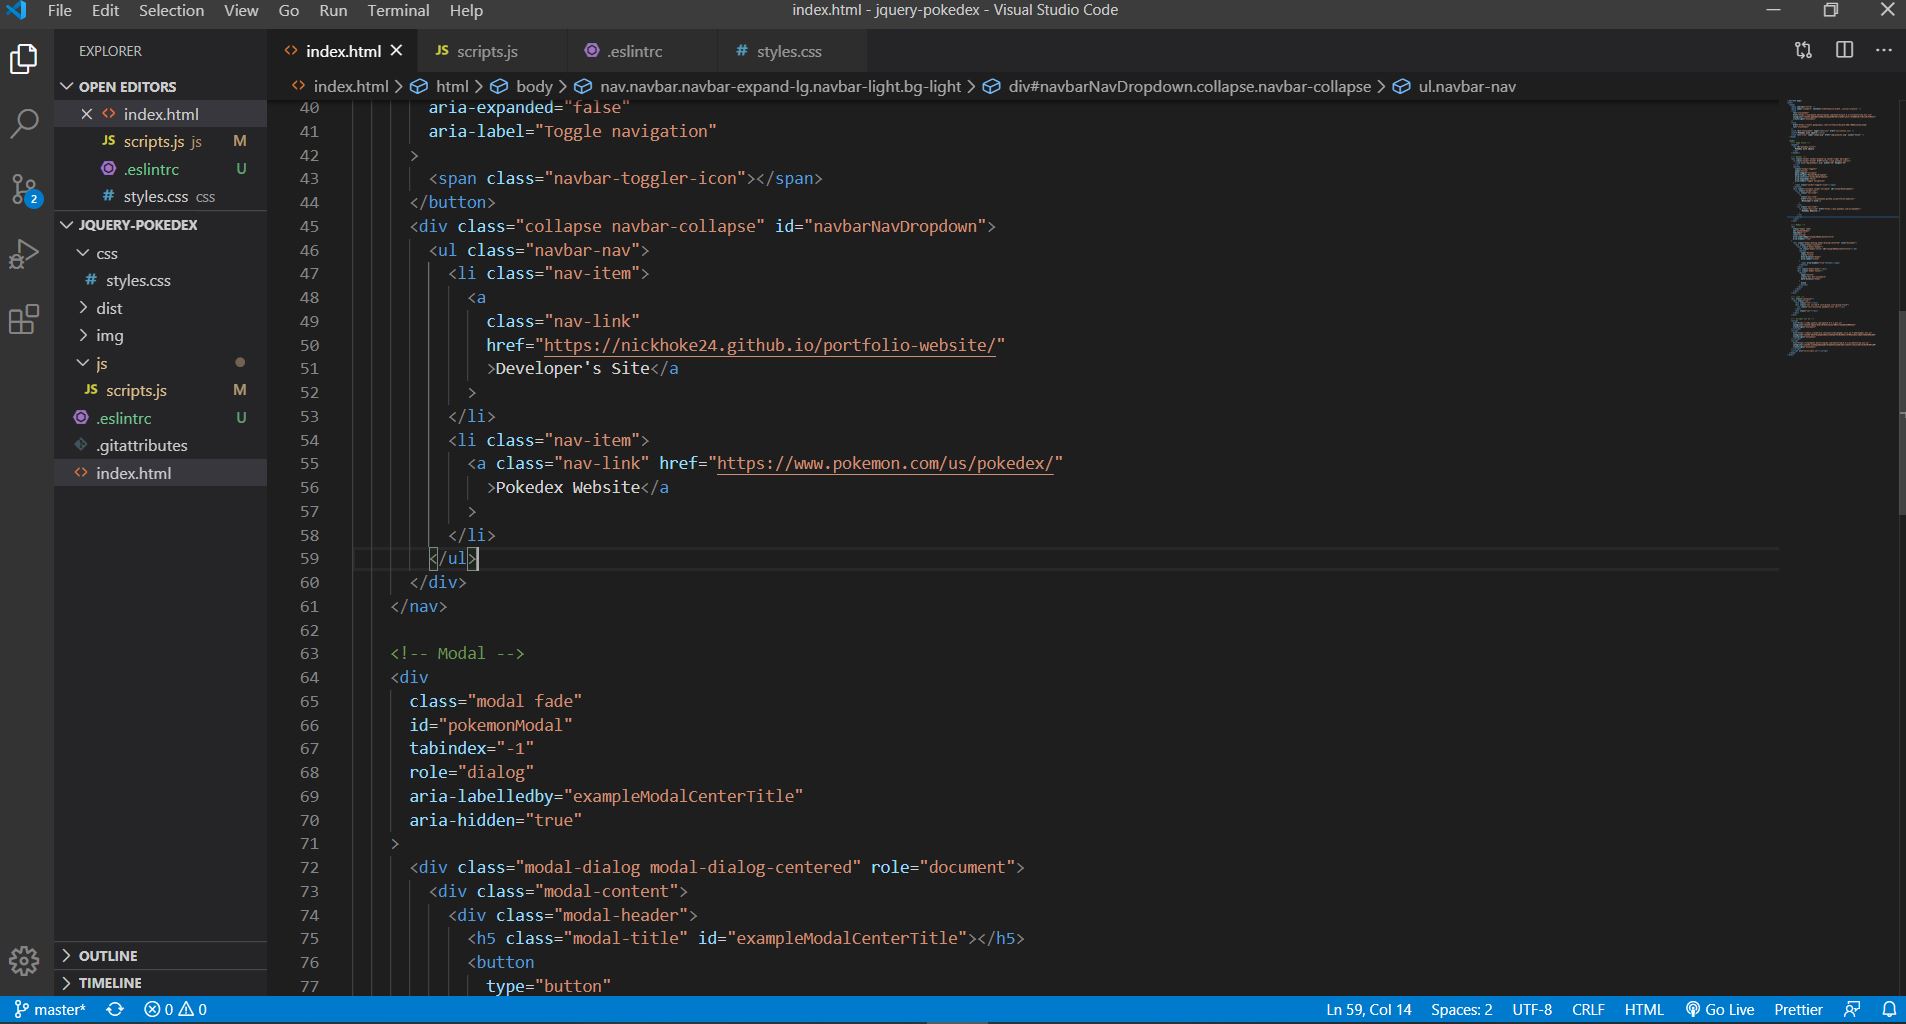 File Edit Selection View Go Run Terminal Help
index.html - jquery-pokedex - Visual Studio Code
EXPLORER
OPEN EDITORS
index.html
JS scripts.js js M
.eslintrc U
# styles.css css
JQUERY-POKEDEX
css
# styles.css
dist
img
js
JS scripts.js M
.eslintrc U
.gitattributes
<> index.html
OUTLINE
TIMELINE
2
<> index.html JS scripts.js .eslintrc # styles.css
<> index.html > html > body > nav.navbar.navbar-expand-lg.navbar-light.bg-light > div#navbarNavDropdown.collapse.navbar-collapse > ul.navbar-nav
40 aria-expanded="false"
41 aria-label="Toggle navigation"
42 >
43 <span class="navbar-toggler-icon"></span>
44 </button>
45 <div class="collapse navbar-collapse" id="navbarNavDropdown">
46 <ul class="navbar-nav">
47 <li class="nav-item">
48 <a
49 class="nav-link"
50 href="https://nickhoke24.github.io/portfolio-website/"
51 >Developer's Site</a
52 >
53 </li>
54 <li class="nav-item">
55 <a class="nav-link" href="https://www.pokemon.com/us/pokedex/"
56 >Pokedex Website</a
57 >
58 </li>
59 </ul>
60 </div>
61 </nav>
62
63 <!-- Modal -->
64 <div
65 class="modal fade"
66 id="pokemonModal"
67 tabindex="-1"
68 role="dialog"
69 aria-labelledby="exampleModalCenterTitle"
70 aria-hidden="true"
71 >
72 <div class="modal-dialog modal-dialog-centered" role="document">
73 <div class="modal-content">
74 <div class="modal-header">
75 <h5 class="modal-title" id="exampleModalCenterTitle"></h5>
76 <button
77 type="button"
master* 0 0 Ln 59, Col 14 Spaces: 2 UTF-8 CRLF HTML Go Live Prettier